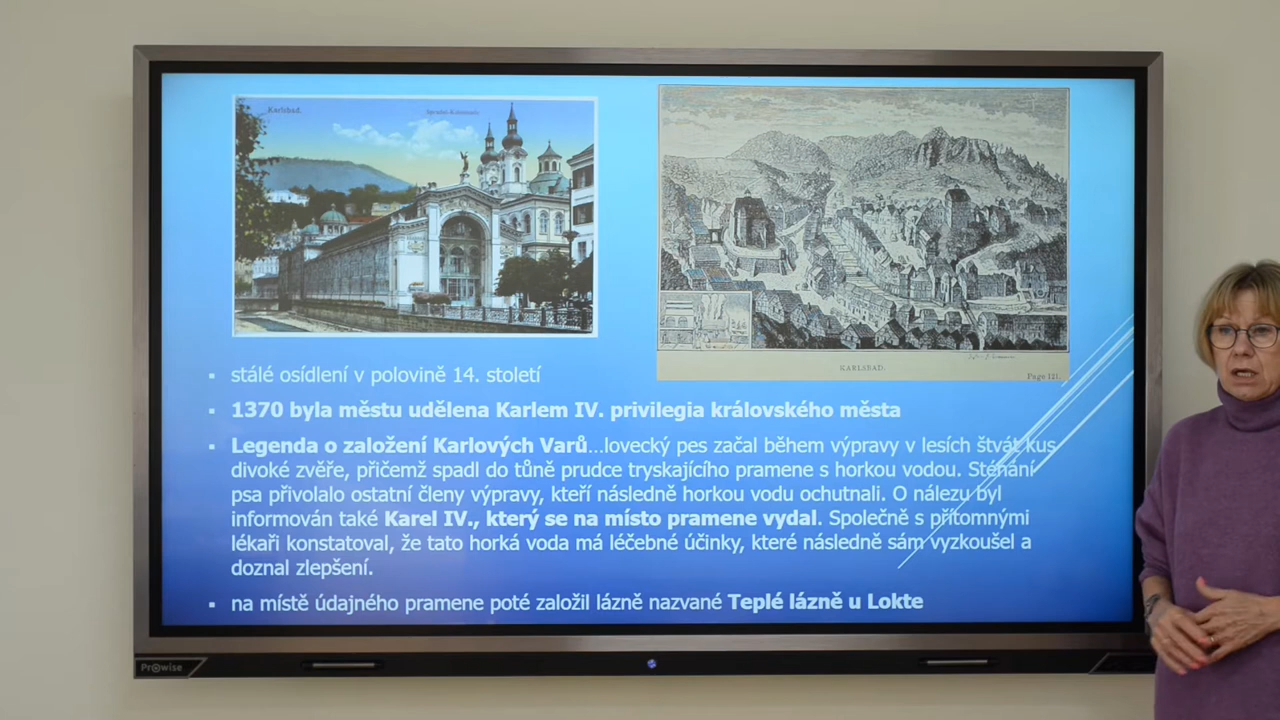 Karlsbad.
Sprudel-Kolonnade
KARLSBAD.
Page 121.
▪ stálé osídlení v polovině 14. století
▪ 1370 byla městu udělena Karlem IV. privilegia královského města
▪ Legenda o založení Karlových Varů...lovecký pes začal během výpravy v lesích štvát kus
divoké zvěře, přičemž spadl do tůně prudce tryskajícího pramene s horkou vodou. Sténání
psa přivolalo ostatní členy výpravy, kteří následně horkou vodu ochutnali. O nálezu byl
informován také Karel IV., který se na místo pramene vydal. Společně s přítomnými
lékaři konstatoval, že tato horká voda má léčebné účinky, které následně sám vyzkoušel a
doznal zlepšení.
▪ na místě údajného pramene poté založil lázně nazvané Teplé lázně u Lokte
Prowise